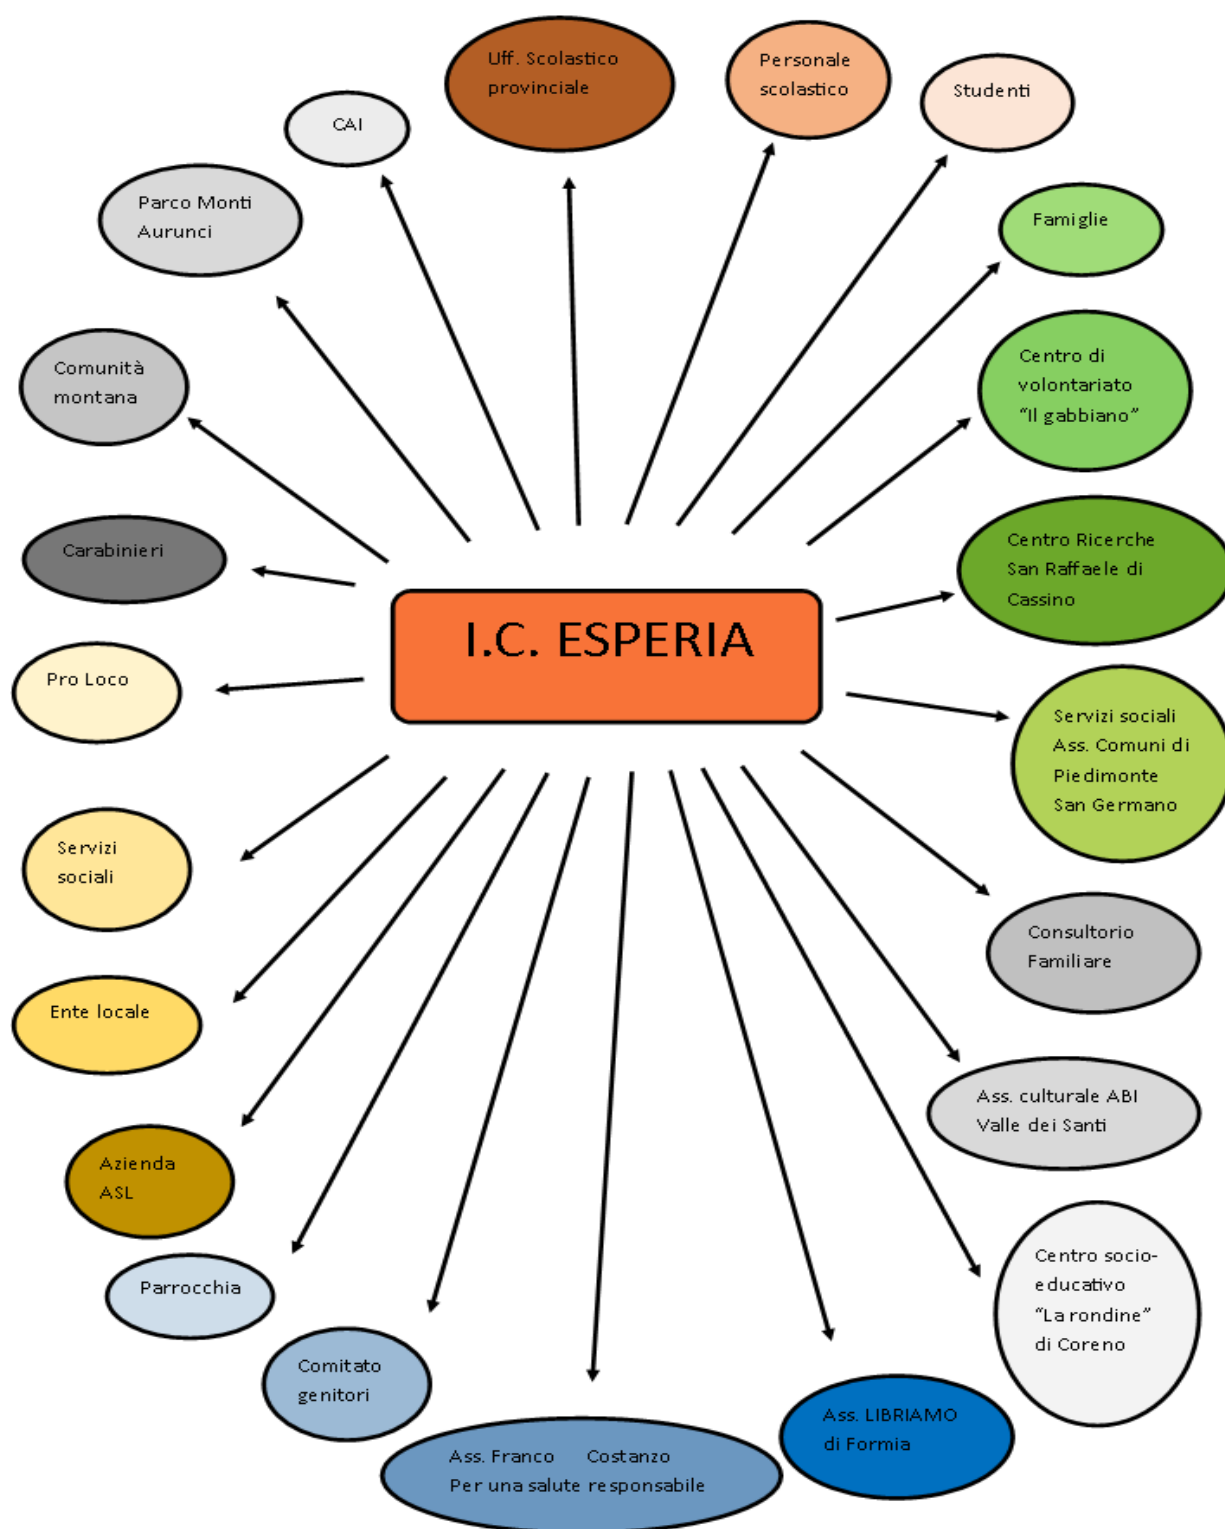 Uff. Scolastico
provinciale
Personale
scolastico
Studenti
CAI
Parco Monti
Aurunci
Famiglie
Comunità
montana
Centro di
volontariato
“Il gabbiano”
Carabinieri
Centro Ricerche
San Raffaele di
Cassino
I.C. ESPERIA
Pro Loco
Servizi sociali
Ass. Comuni di
Piedimonte
San Germano
Servizi
sociali
Consultorio
Familiare
Ente locale
Ass. culturale ABI
Valle dei Santi
Azienda
ASL
Parrocchia
Centro socio-
educativo
“La rondine”
di Coreno
Comitato
genitori
Ass. LIBRIAMO
di Formia
Ass. Franco Costanzo
Per una salute responsabile